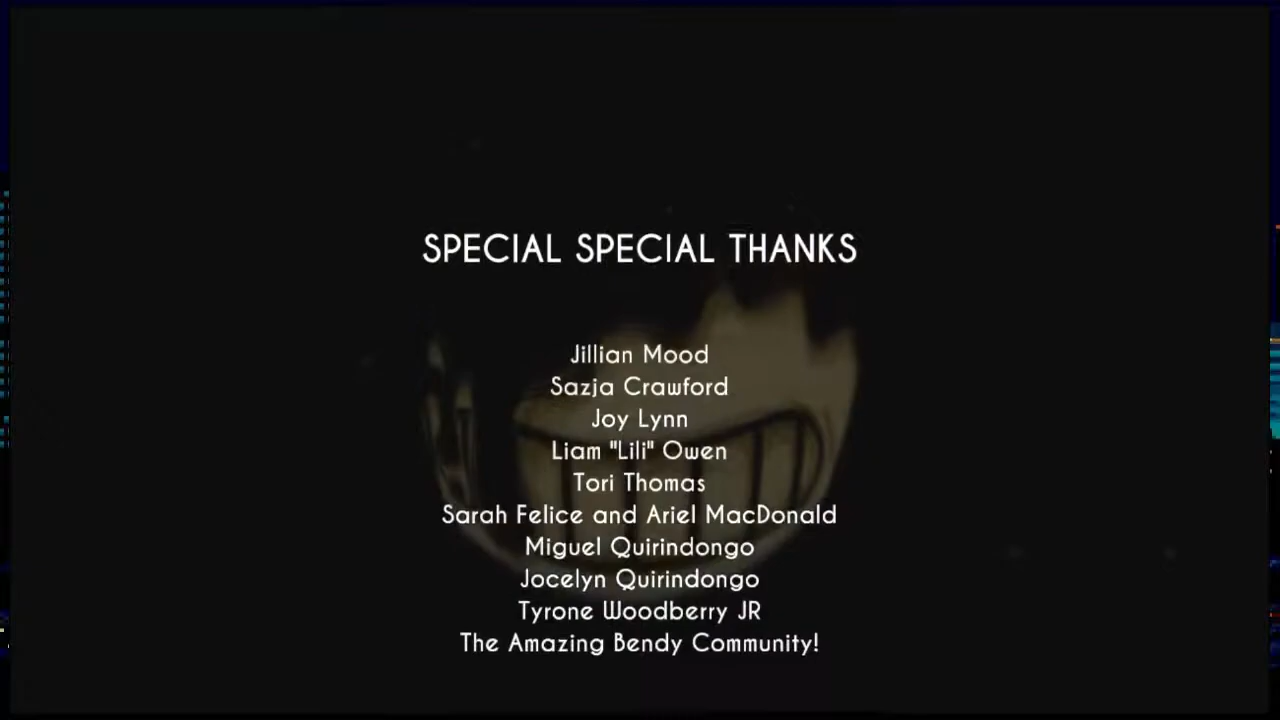 SPECIAL SPECIAL THANKS
Jillian Mood
Sazja Crawford
Joy Lynn
Liam "Lili" Owen
Tori Thomas
Sarah Felice and Ariel MacDonald
Miguel Quirindongo
Jocelyn Quirindongo
Tyrone Woodberry JR
The Amazing Bendy Community!